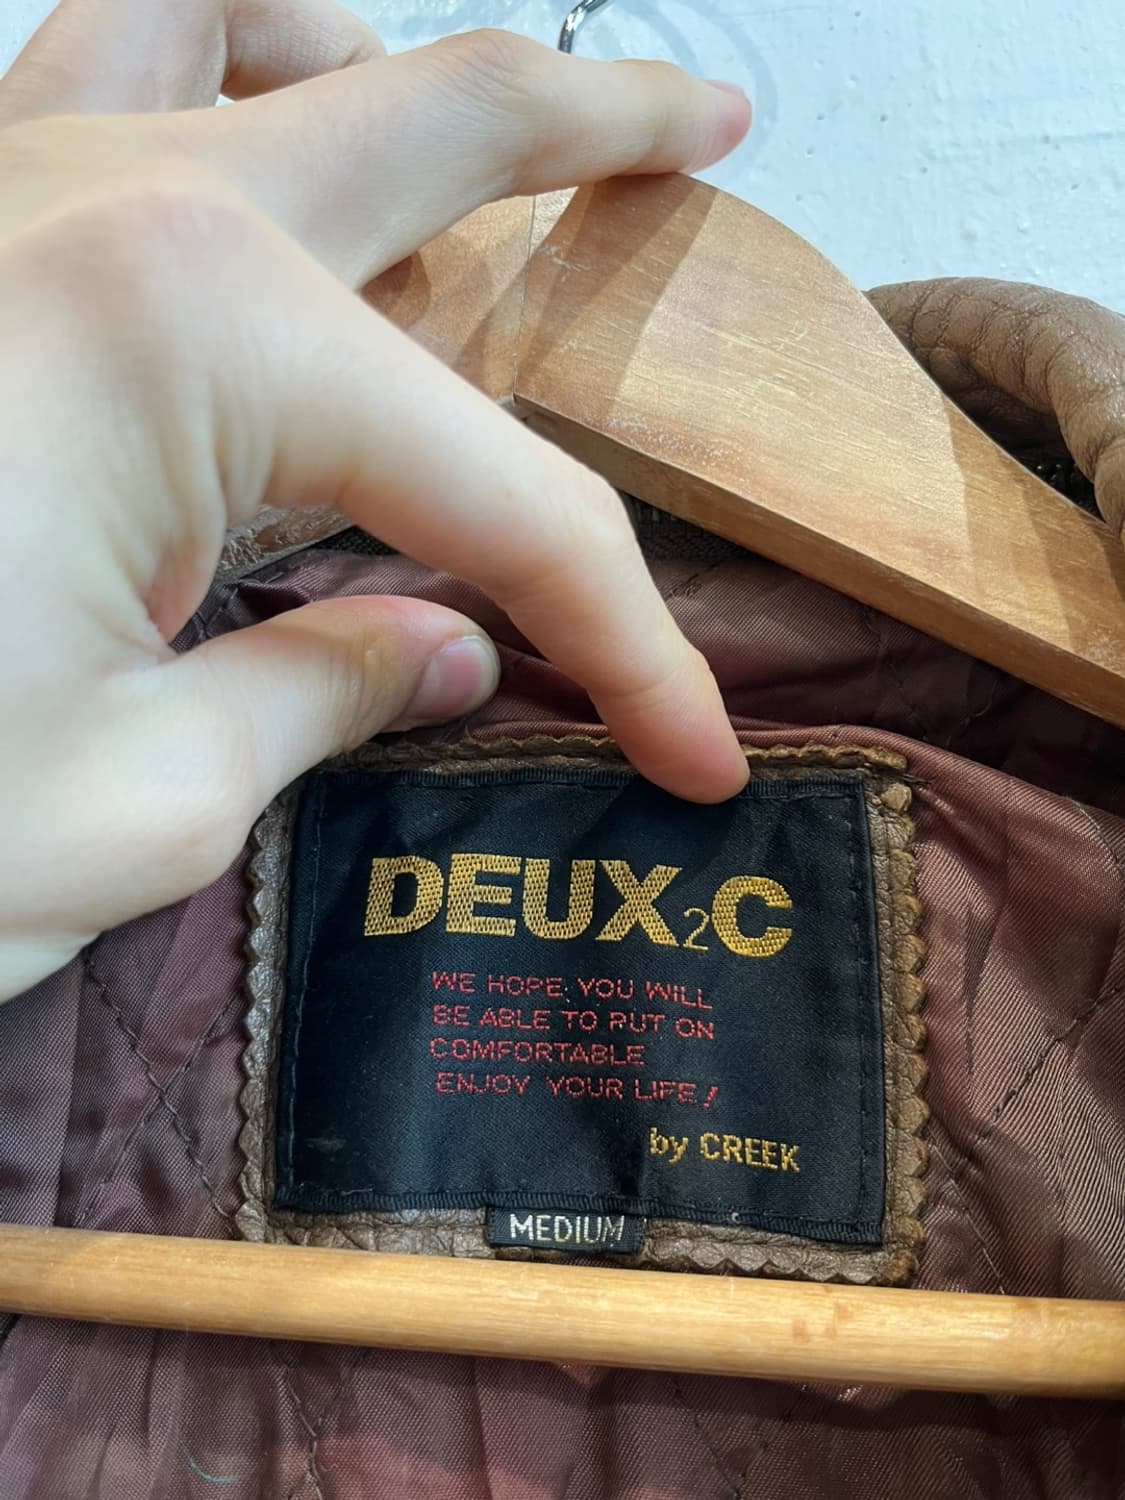 DEUX2C
WE HOPE YOU WILL
BE ABLE TO PUT ON
COMFORTABLE
ENJOY YOUR LIFE!
by CREEK
MEDIUM